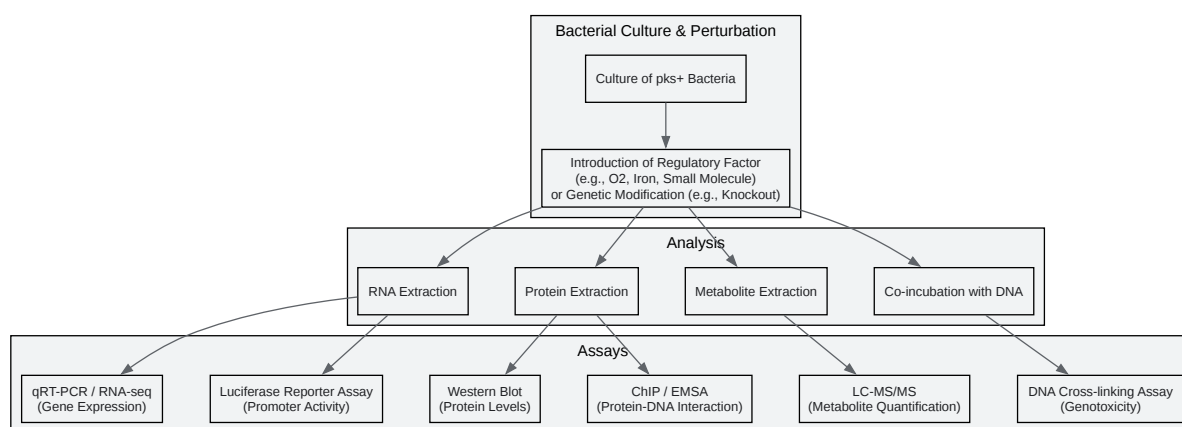 Bacterial Culture & Perturbation
Culture of pks+ Bacteria
Introduction of Regulatory Factor
(e.g., O2, Iron, Small Molecule)
or Genetic Modification (e.g., Knockout)
Analysis
RNA Extraction
Protein Extraction
Metabolite Extraction
Co-incubation with DNA
Assays
qRT-PCR / RNA-seq
(Gene Expression)
Luciferase Reporter Assay
(Promoter Activity)
Western Blot
(Protein Levels)
ChIP / EMSA
(Protein-DNA Interaction)
LC-MS/MS
(Metabolite Quantification)
DNA Cross-linking Assay
(Genotoxicity)